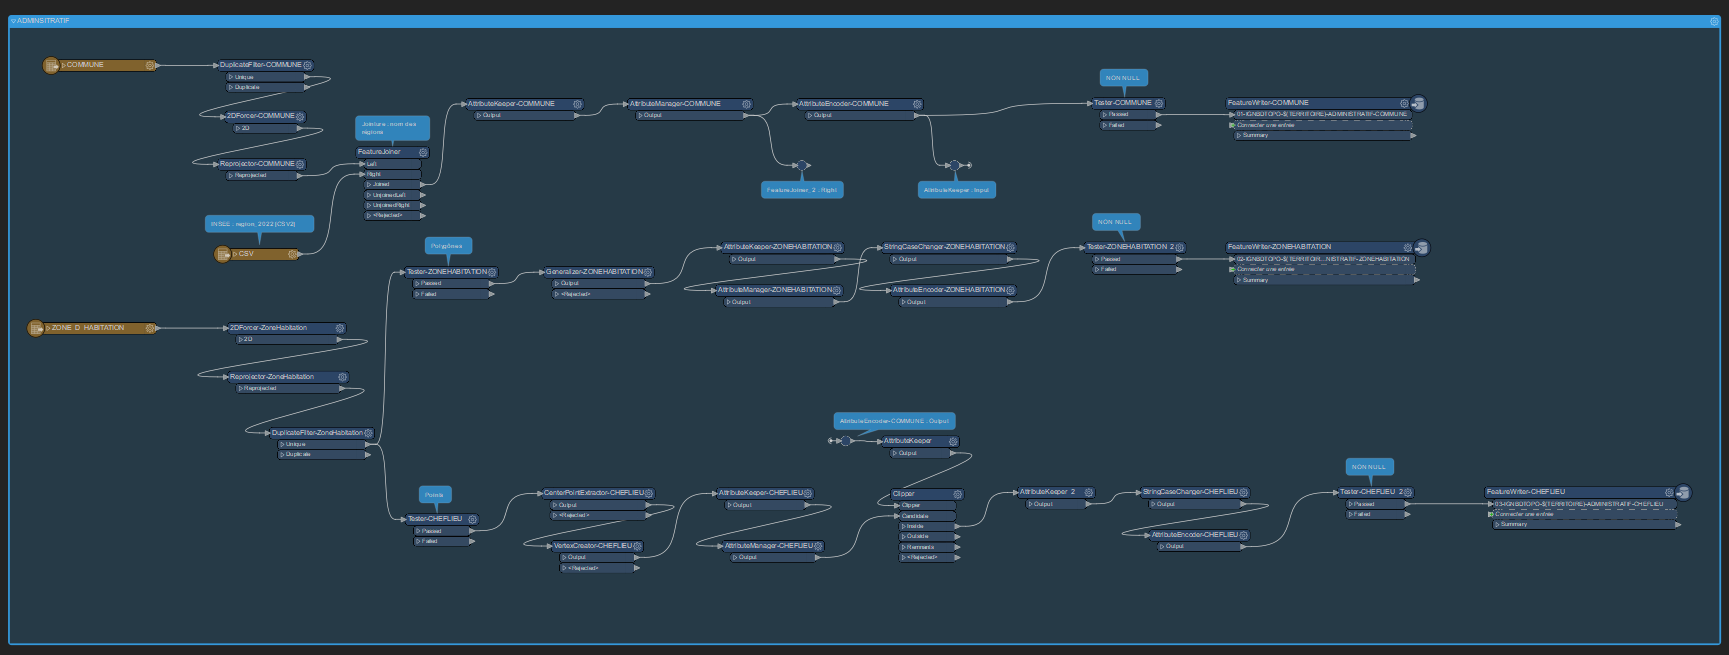 ADMINSITRATIF
COMMUNE
DuplicateFilter-COMMUNE
Unique
Duplicate
2DForcer-COMMUNE
2D
Reprojector-COMMUNE
Reprojected
INSEE : region_2022 (CSV2)
CSV
Jointure : nom des
régions
FeatureJoiner
Left
Right
Joined
UnjoinedLeft
UnjoinedRight
<Rejected>
AttributeKeeper-COMMUNE
Output
AttributeManager-COMMUNE
Output
AttributeEncoder-COMMUNE
Output
FeatureJoiner_2 : Right
AttributeKeeper : Input
NON NULL
Tester-COMMUNE
Passed
Failed
FeatureWriter-COMMUNE
01-IGNBDTOPO-$(TERRITOIRE)-ADMINISTRATIF-COMMUNE
Connecter une entrée
Summary
ZONE_D_HABITATION
2DForcer-ZoneHabitation
2D
Reprojector-ZoneHabitation
Reprojected
DuplicateFilter-ZoneHabitation
Unique
Duplicate
Polygônes
Tester-ZONEHABITATION
Passed
Failed
Generalizer-ZONEHABITATION
Output
<Rejected>
AttributeKeeper-ZONEHABITATION
Output
AttributeManager-ZONEHABITATION
Output
StringCaseChanger-ZONEHABITATION
Output
AttributeEncoder-ZONEHABITATION
Output
NON NULL
Tester-ZONEHABITATION_2
Passed
Failed
FeatureWriter-ZONEHABITATION
02-IGNBDTOPO-$(TERRITOIR...NISTRATIF-ZONEHABITATION
Connecter une entrée
Summary
Points
Tester-CHEFLIEU
Passed
Failed
CenterPointExtractor-CHEFLIEU
Output
<Rejected>
VertexCreator-CHEFLIEU
Output
<Rejected>
AttributeKeeper-CHEFLIEU
Output
AttributeManager-CHEFLIEU
Output
AttributeEncoder-COMMUNE : Output
AttributeKeeper
Output
Clipper
Clipper
Candidate
Inside
Outside
Remnants
<Rejected>
AttributeKeeper_2
Output
StringCaseChanger-CHEFLIEU
Output
AttributeEncoder-CHEFLIEU
Output
NON NULL
Tester-CHEFLIEU_2
Passed
Failed
FeatureWriter-CHEFLIEU
03-IGNBDTOPO-$(TERRITOIRE)-ADMINISTRATIF-CHEFLIEU
Connecter une entrée
Summary